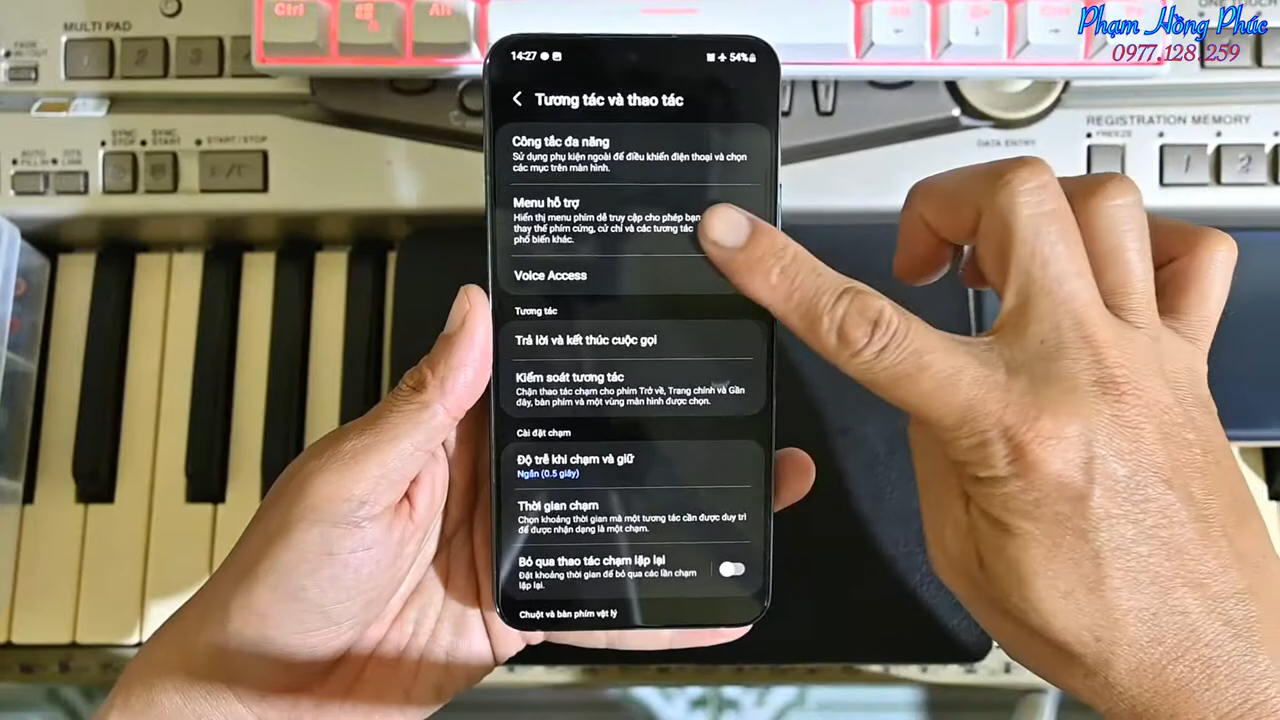 Phạm Hồng Phúc
0977.128.259
Ctrl
Alt
MULTI PAD
FADE
IN/OUT
2
3
SYNC
STOP
SYNC
START
START / STOP
AUTO
FILL IN
OTS
LINK
DATA ENTRY
REGISTRATION MEMORY
FREEZE
1
2
14:27
54%
Tương tác và thao tác
Công tắc đa năng
Sử dụng phụ kiện ngoài để điều khiển điện thoại và chọn
các mục trên màn hình.
Menu hỗ trợ
Hiển thị menu phím dễ truy cập cho phép bạn
thay thế phím cứng, cử chỉ và các tương tác
phổ biến khác.
Voice Access
Tương tác
Trả lời và kết thúc cuộc gọi
Kiểm soát tương tác
Chặn thao tác chạm cho phím Trở về, Trang chính và Gần
đây, bàn phím và một vùng màn hình được chọn.
Cài đặt chạm
Độ trễ khi chạm và giữ
Ngắn (0.5 giây)
Thời gian chạm
Chọn khoảng thời gian mà một tương tác cần được duy trì
để được nhận dạng là một chạm.
Bỏ qua thao tác chạm lặp lại
Đặt khoảng thời gian để bỏ qua các lần chạm
lặp lại.
Chuột và bàn phím vật lý